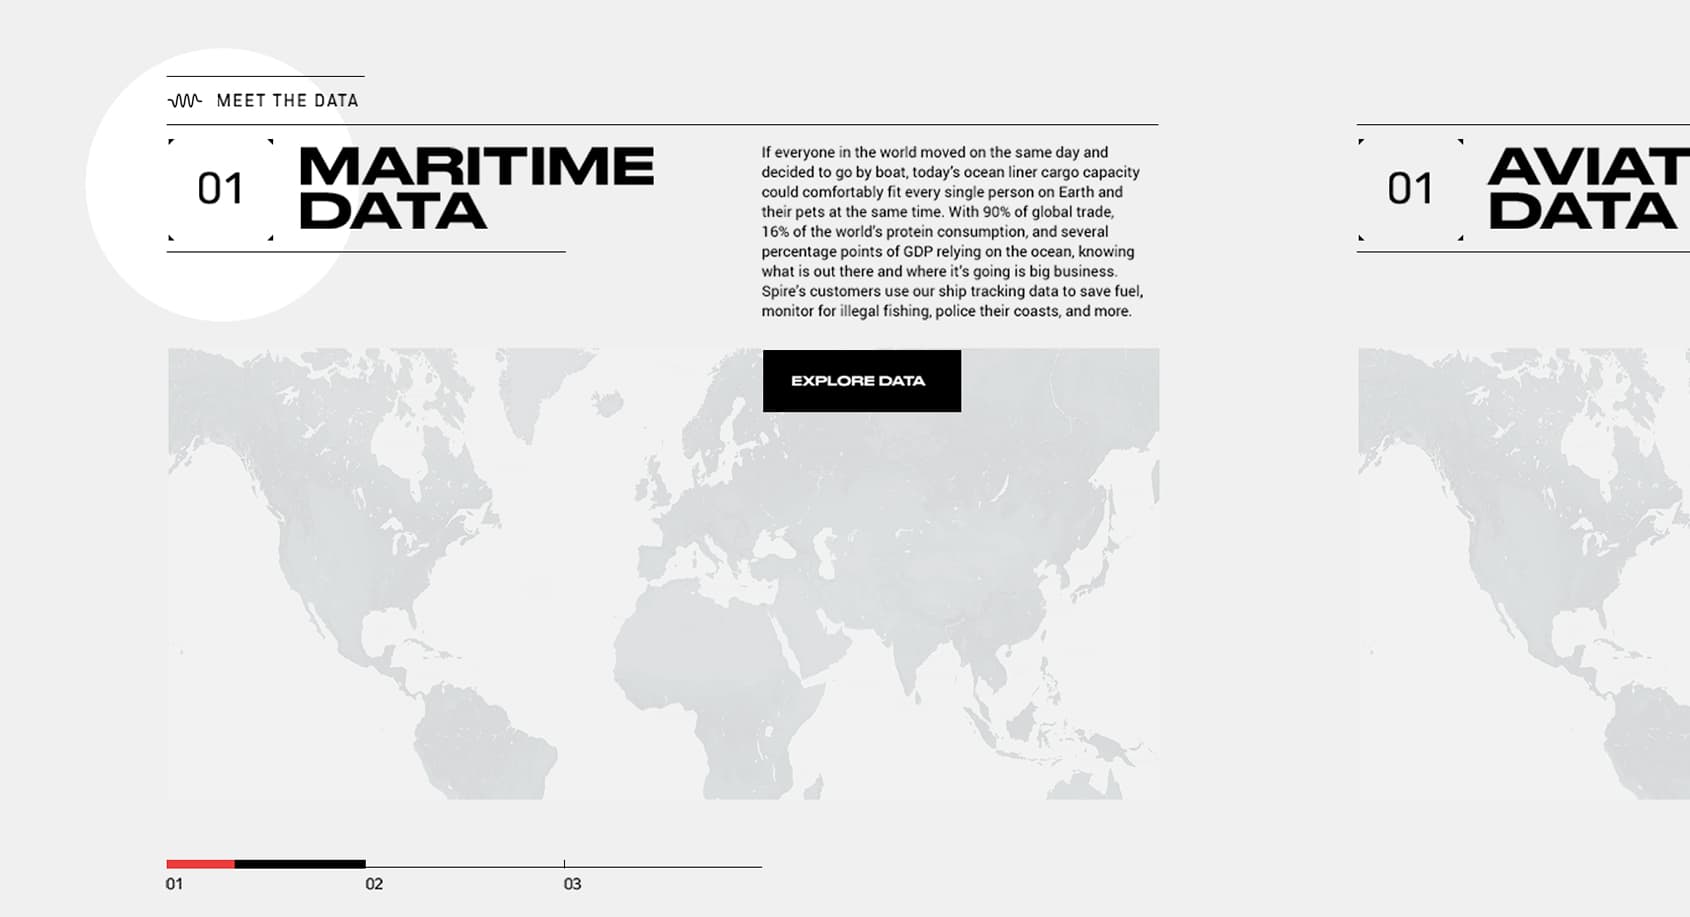 MEET THE DATA
01
MARITIME
DATA
If everyone in the world moved on the same day and
decided to go by boat, today's ocean liner cargo capacity
could comfortably fit every single person on Earth and
their pets at the same time. With 90% of global trade,
16% of the world's protein consumption, and several
percentage points of GDP relying on the ocean, knowing
what is out there and where it's going is big business.
Spire's customers use our ship tracking data to save fuel,
monitor for illegal fishing, police their coasts, and more.
EXPLORE DATA
01
AVIAT
DATA
01
02
03